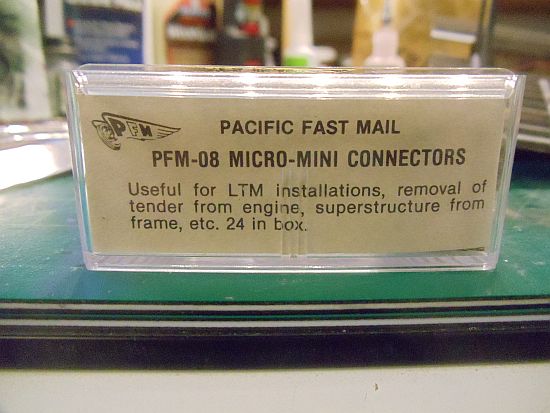 PFM
PACIFIC FAST MAIL
PFM-08 MICRO-MINI CONNECTORS
Useful for LTM installations, removal of
tender from engine, superstructure from
frame, etc. 24 in box.